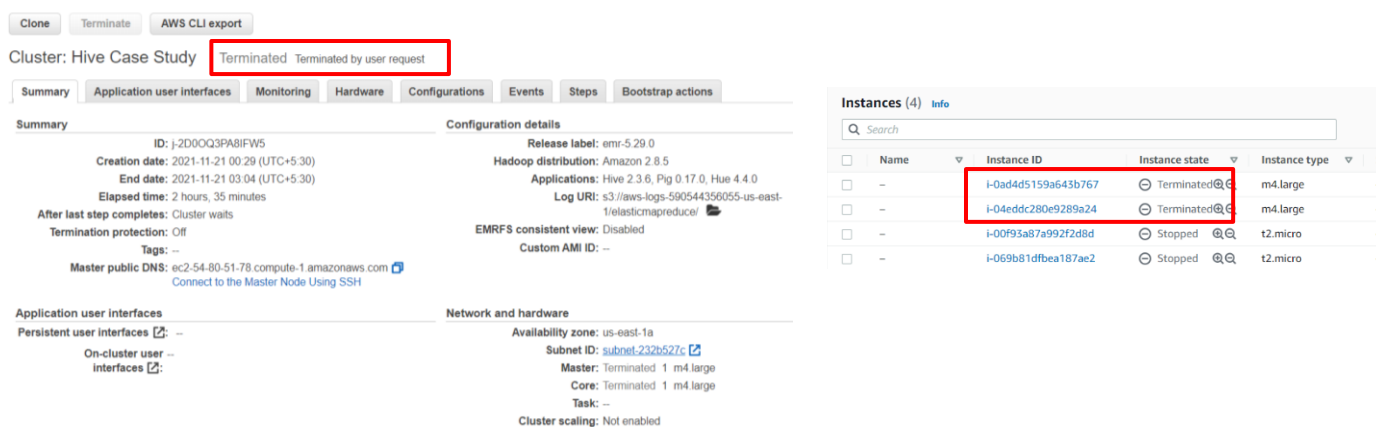 Clone Terminate AWS CLI export
Cluster: Hive Case Study Terminated Terminated by user request
Summary Application user interfaces Monitoring Hardware Configurations Events Steps Bootstrap actions
Summary
ID: j-2D0OQ3PA8IFW5
Creation date: 2021-11-21 00:29 (UTC+5:30)
End date: 2021-11-21 03:04 (UTC+5:30)
Elapsed time: 2 hours, 35 minutes
After last step completes: Cluster waits
Termination protection: Off
Tags: --
Master public DNS: ec2-54-80-51-78.compute-1.amazonaws.com
Connect to the Master Node Using SSH
Configuration details
Release label: emr-5.29.0
Hadoop distribution: Amazon 2.8.5
Applications: Hive 2.3.6, Pig 0.17.0, Hue 4.4.0
Log URI: s3://aws-logs-590544356055-us-east-
1/elasticmapreduce/
EMRFS consistent view: Disabled
Custom AMI ID: --
Application user interfaces
Persistent user interfaces : --
On-cluster user --
interfaces :
Network and hardware
Availability zone: us-east-1a
Subnet ID: subnet-232b527c
Master: Terminated 1 m4.large
Core: Terminated 1 m4.large
Task: --
Cluster scaling: Not enabled
Instances (4) Info
Search
Name Instance ID Instance state Instance type
– i-0ad4d5159a643b767 Terminated m4.large
– i-04eddc280e9289a24 Terminated m4.large
– i-00f93a87a992f2d8d Stopped t2.micro
– i-069b81dfbea187ae2 Stopped t2.micro